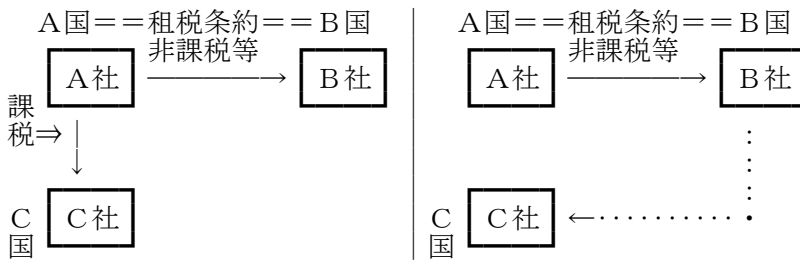 A国==租税条約==B国
非課税等
A社
B社
課
税⇒
C社
C
国
A国==租税条約==B国
非課税等
A社
B社
C社
C
国